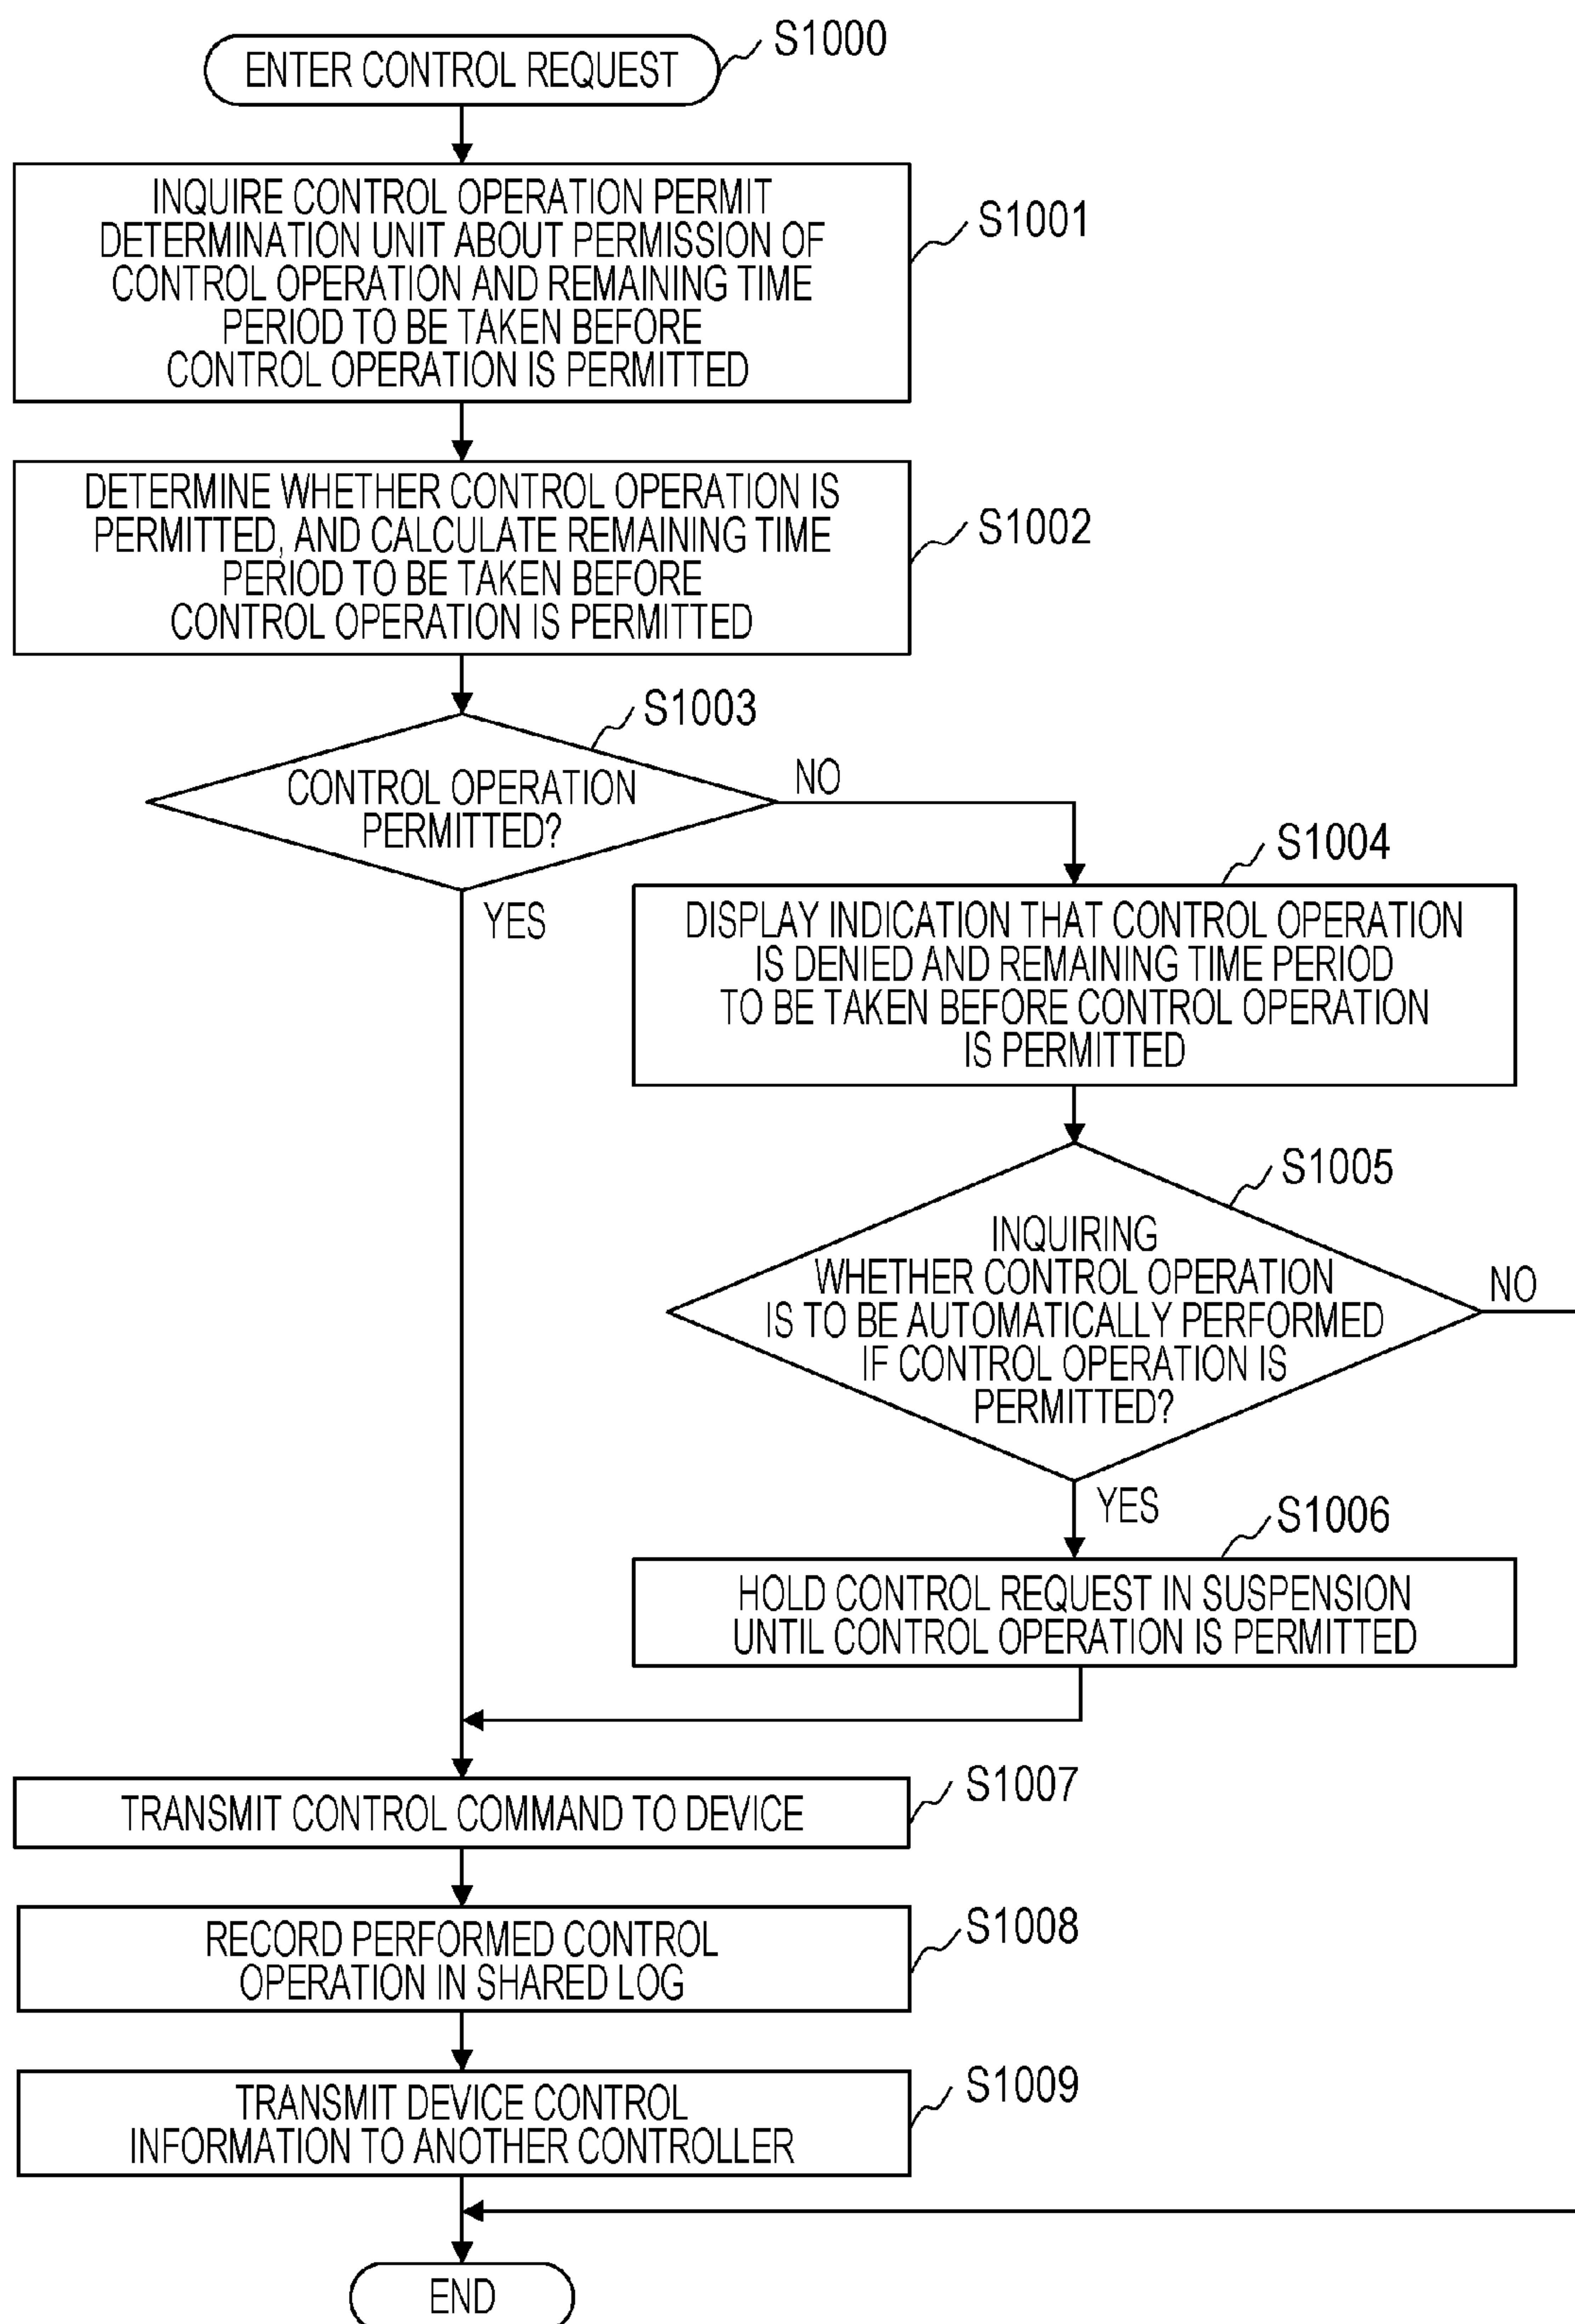 S1000
ENTER CONTROL REQUEST
INQUIRE CONTROL OPERATION PERMIT
DETERMINATION UNIT ABOUT PERMISSION OF
CONTROL OPERATION AND REMAINING TIME
PERIOD TO BE TAKEN BEFORE
CONTROL OPERATION IS PERMITTED
S1001
DETERMINE WHETHER CONTROL OPERATION IS
PERMITTED, AND CALCULATE REMAINING TIME
PERIOD TO BE TAKEN BEFORE
CONTROL OPERATION IS PERMITTED
S1002
S1003
CONTROL OPERATION
PERMITTED?
NO
YES
S1004
DISPLAY INDICATION THAT CONTROL OPERATION
IS DENIED AND REMAINING TIME PERIOD
TO BE TAKEN BEFORE CONTROL OPERATION
IS PERMITTED
S1005
INQUIRING
WHETHER CONTROL OPERATION
IS TO BE AUTOMATICALLY PERFORMED
IF CONTROL OPERATION IS
PERMITTED?
NO
YES
S1006
HOLD CONTROL REQUEST IN SUSPENSION
UNTIL CONTROL OPERATION IS PERMITTED
S1007
TRANSMIT CONTROL COMMAND TO DEVICE
S1008
RECORD PERFORMED CONTROL
OPERATION IN SHARED LOG
S1009
TRANSMIT DEVICE CONTROL
INFORMATION TO ANOTHER CONTROLLER
END